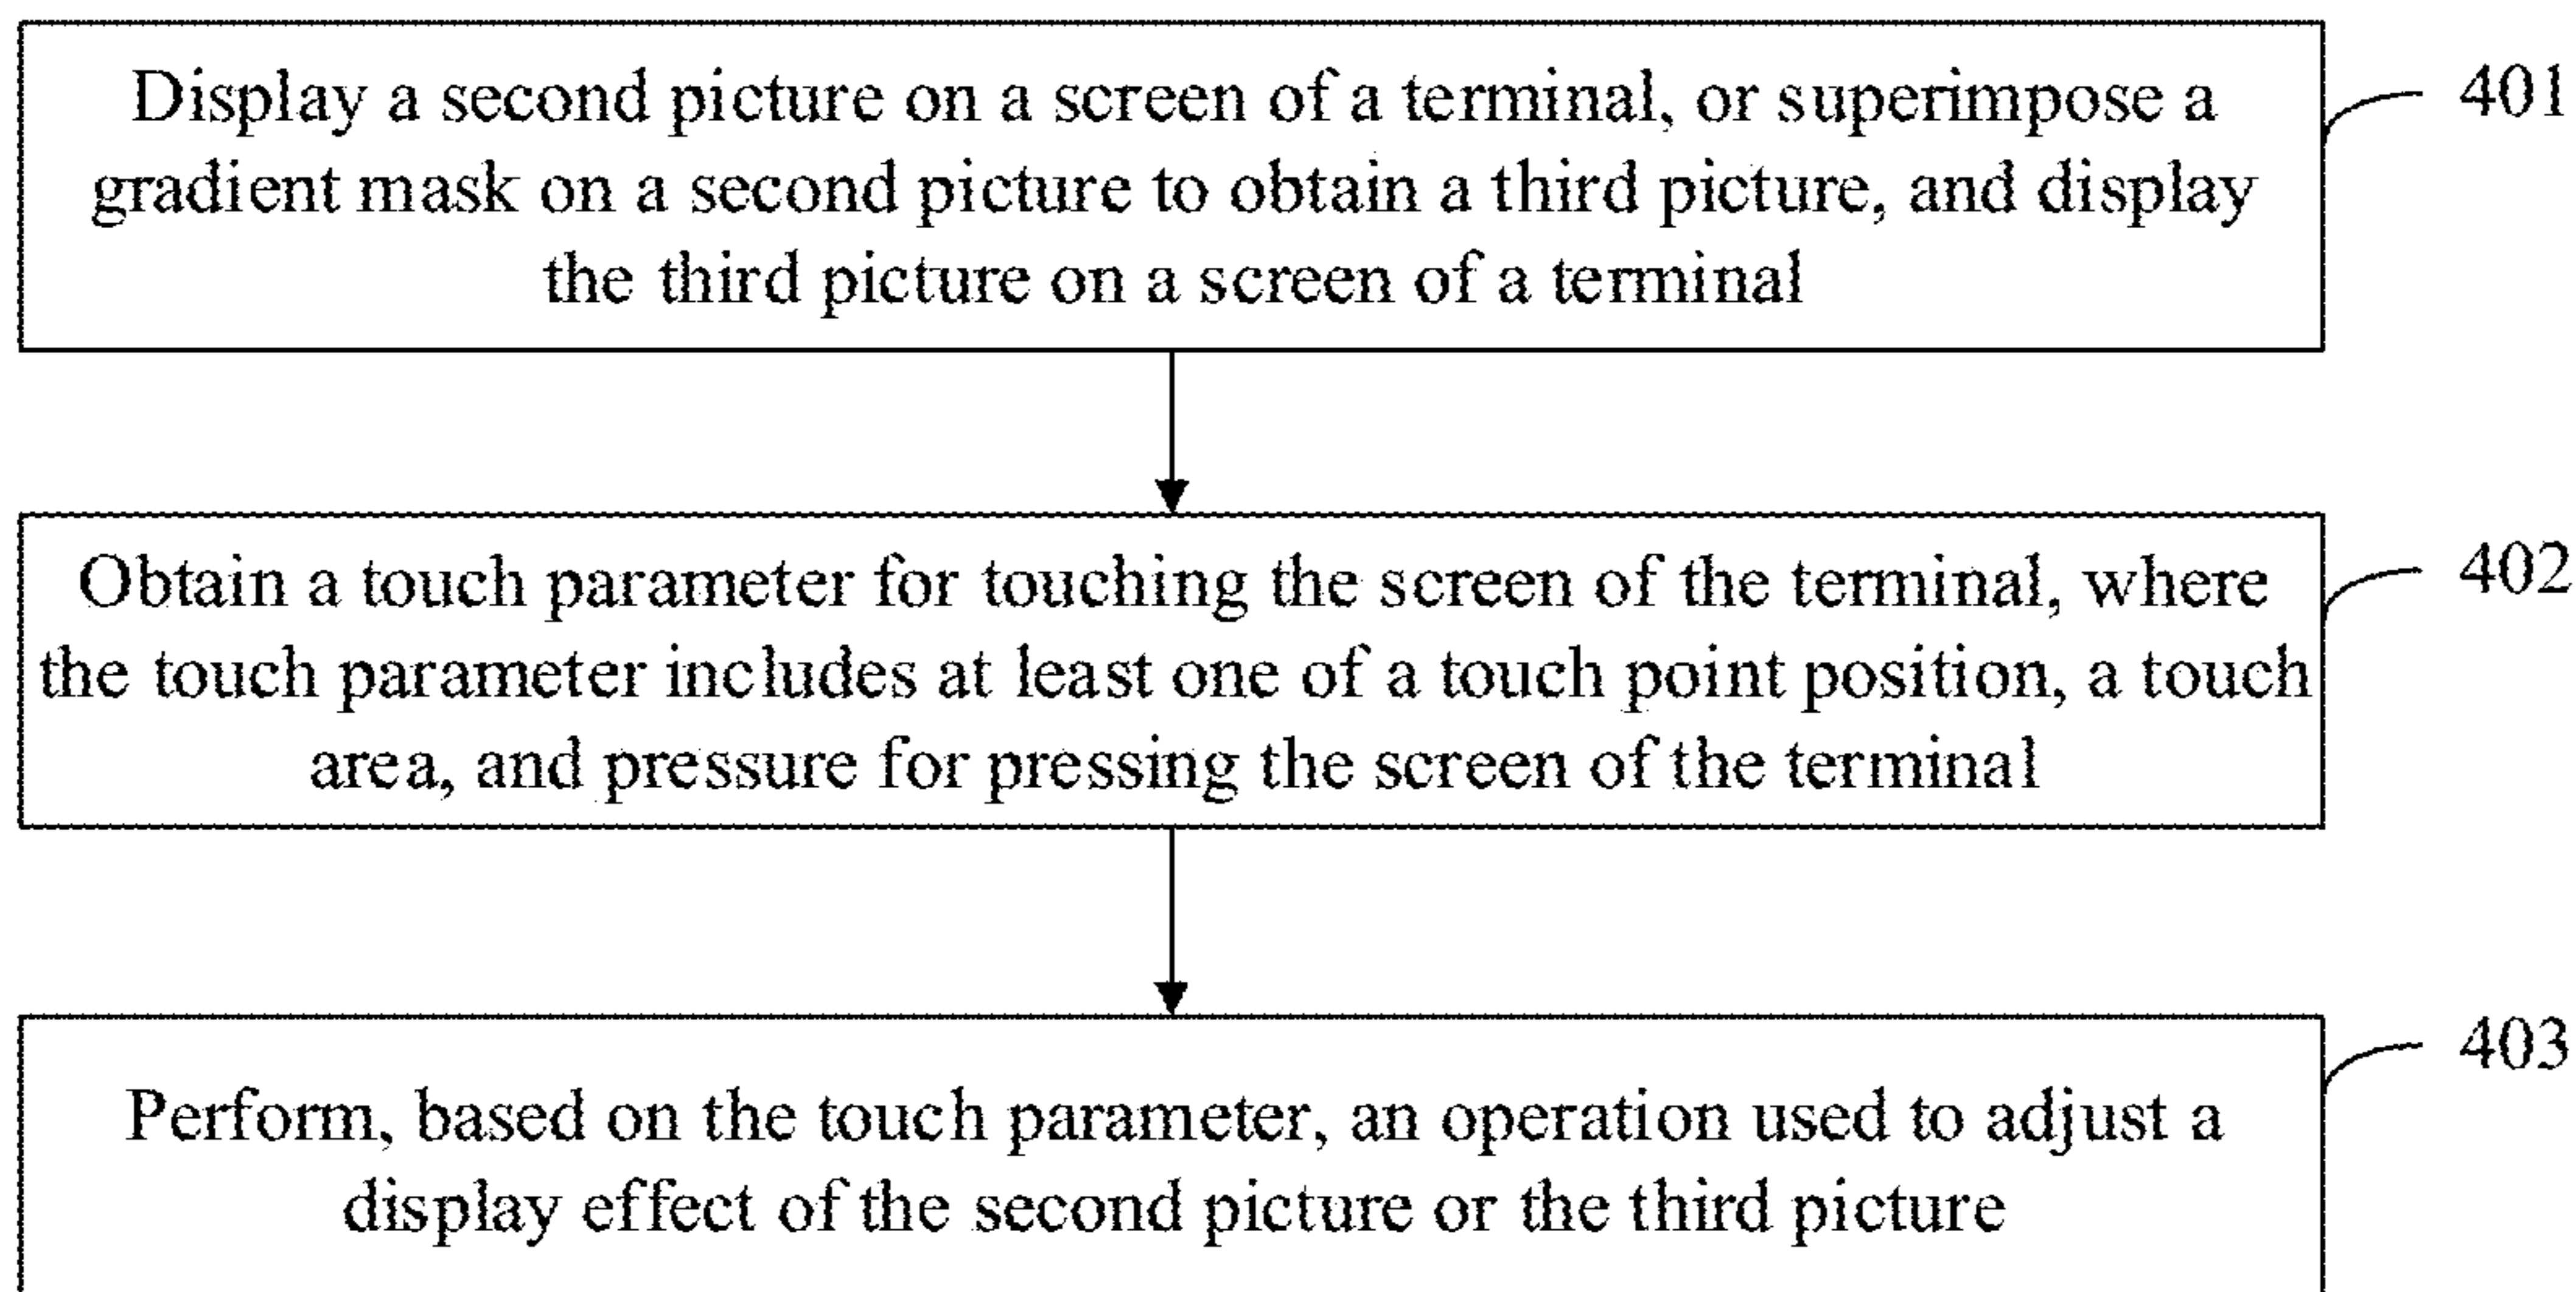 Display a second picture on a screen of a terminal, or superimpose a
gradient mask on a second picture to obtain a third picture, and display
the third picture on a screen of a terminal
401
Obtain a touch parameter for touching the screen of the terminal, where
the touch parameter includes at least one of a touch point position, a touch
area, and pressure for pressing the screen of the terminal
402
Perform, based on the touch parameter, an operation used to adjust a
display effect of the second picture or the third picture
403